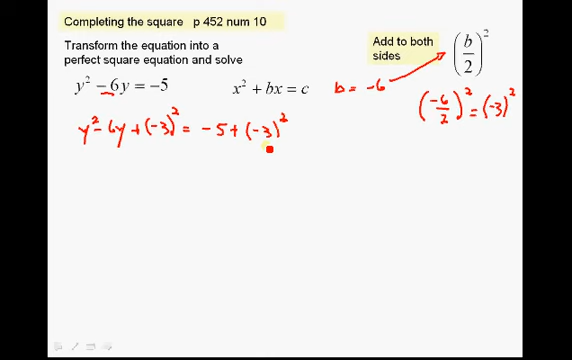 Completing the square p 452 num 10
Transform the equation into a
perfect square equation and solve
Add to both
sides
(b/2)²
y² − 6y = −5
x² + bx = c
b = −6
(−6/2)² = (−3)²
y² − 6y + (−3)² = −5 + (−3)²